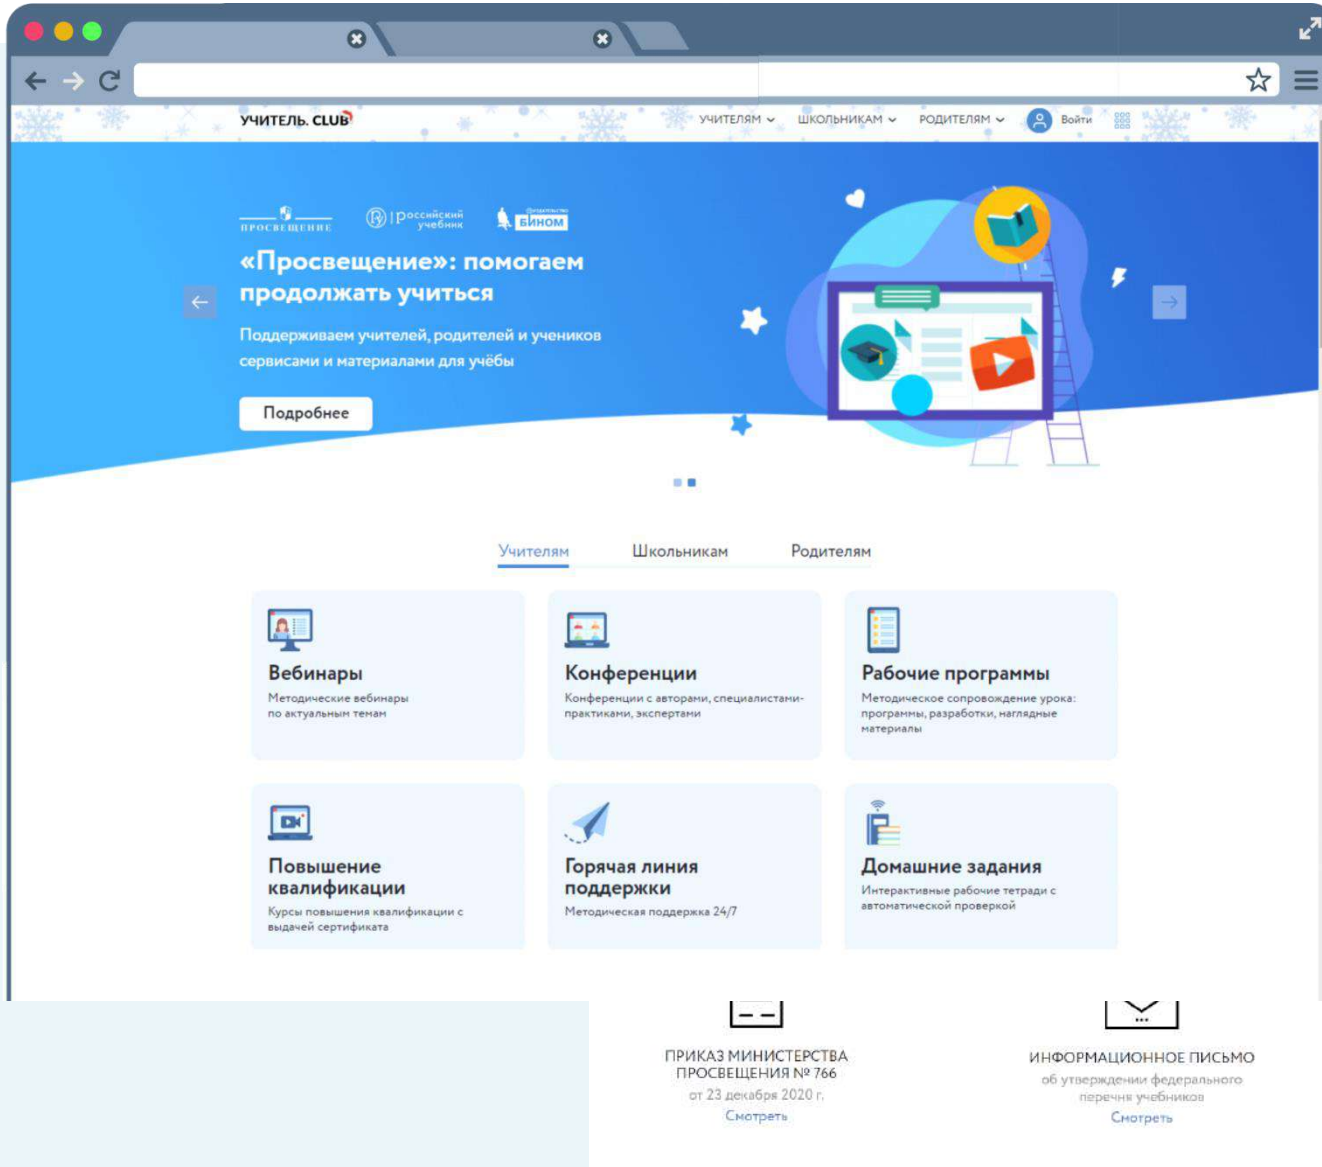 УЧИТЕЛЬ. CLUB
УЧИТЕЛЯМ
ШКОЛЬНИКАМ
РОДИТЕЛЯМ
Войти
ПРОСВЕЩЕНИЕ
российский
учебник
БИНОМ
«Просвещение»: помогаем
продолжать учиться
Поддерживаем учителей, родителей и учеников
сервисами и материалами для учёбы
Подробнее
Учителям
Школьникам
Родителям
Вебинары
Методические вебинары
по актуальным темам
Конференции
Конференции с авторами, специалистами-
практиками, экспертами
Рабочие программы
Методическое сопровождение урока:
программы, разработки, наглядные
материалы
Повышение
квалификации
Курсы повышения квалификации с
выдачей сертификата
Горячая линия
поддержки
Методическая поддержка 24/7
Домашние задания
Интерактивные рабочие тетради с
автоматической проверкой
ПРИКАЗ МИНИСТЕРСТВА
ПРОСВЕЩЕНИЯ № 766
от 23 декабря 2020 г.
Смотреть
ИНФОРМАЦИОННОЕ ПИСЬМО
об утверждении федерального
перечня учебников
Смотреть